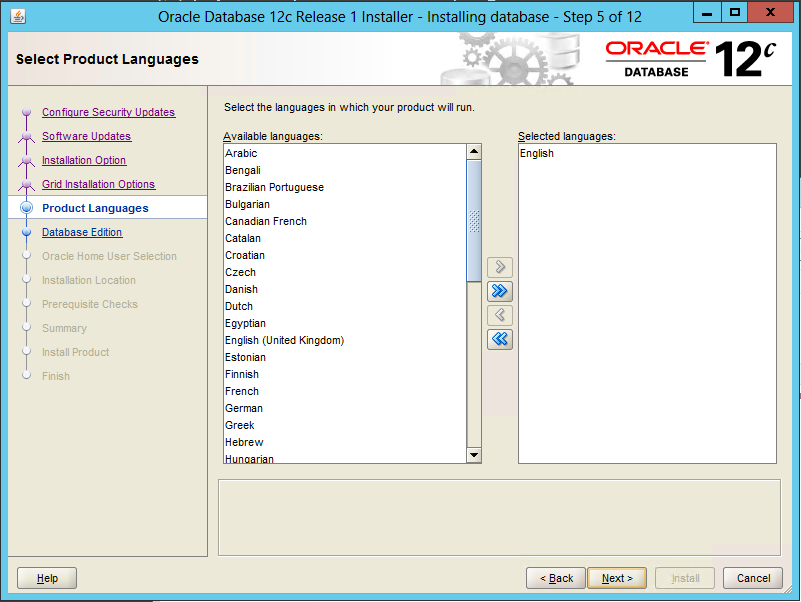 Oracle Database 12c Release 1 Installer - Installing database - Step 5 of 12
X
Select Product Languages
ORACLE®
DATABASE
12c
Configure Security Updates
Software Updates
Installation Option
Grid Installation Options
Product Languages
Database Edition
Oracle Home User Selection
Installation Location
Prerequisite Checks
Summary
Install Product
Finish
Select the languages in which your product will run.
Available languages:
Arabic
Bengali
Brazilian Portuguese
Bulgarian
Canadian French
Catalan
Croatian
Czech
Danish
Dutch
Egyptian
English (United Kingdom)
Estonian
Finnish
French
German
Greek
Hebrew
Hungarian
Selected languages:
English
Help
< Back
Next >
Install
Cancel